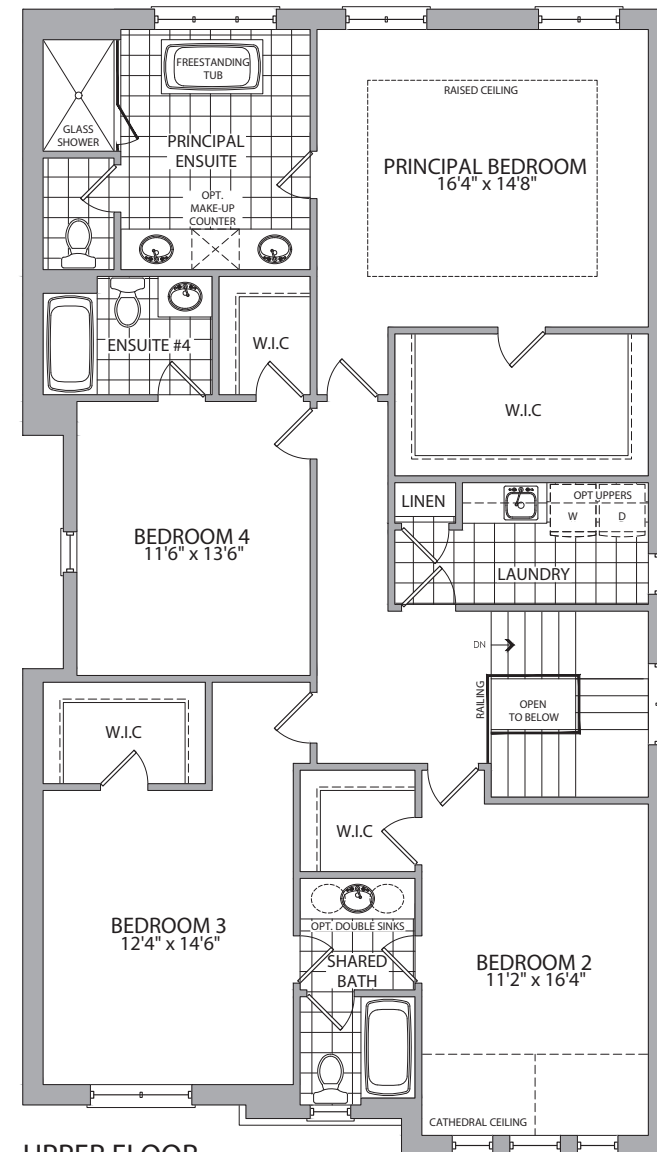 FREESTANDING
TUB
RAISED CEILING
GLASS
SHOWER
PRINCIPAL
ENSUITE
PRINCIPAL BEDROOM
16'4" x 14'8"
OPT.
MAKE-UP
COUNTER
ENSUITE #4
W.I.C
W.I.C
LINEN
OPT UPPERS
W
D
BEDROOM 4
11'6" x 13'6"
LAUNDRY
DN
RAILING
OPEN
TO BELOW
W.I.C
W.I.C
BEDROOM 3
12'4" x 14'6"
OPT. DOUBLE SINKS
SHARED
BATH
BEDROOM 2
11'2" x 16'4"
CATHEDRAL CEILING
UPPER FLOOR